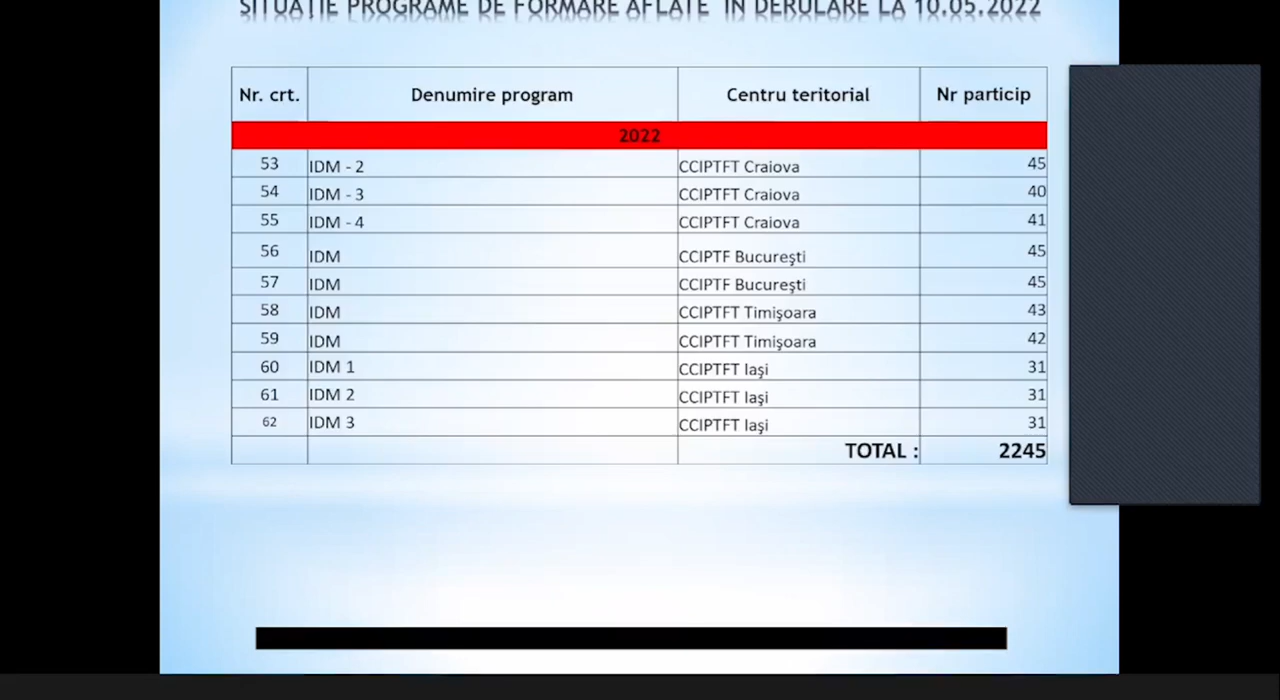 SITUAȚIE PROGRAME DE FORMARE AFLATE IN DERULARE LA 10.05.2022
Nr. crt. Denumire program Centru teritorial Nr particip
2022
53 IDM - 2 CCIPTFT Craiova 45
54 IDM - 3 CCIPTFT Craiova 40
55 IDM - 4 CCIPTFT Craiova 41
56 IDM CCIPTF Bucureşti 45
57 IDM CCIPTF Bucureşti 45
58 IDM CCIPTFT Timişoara 43
59 IDM CCIPTFT Timişoara 42
60 IDM 1 CCIPTFT Iaşi 31
61 IDM 2 CCIPTFT Iaşi 31
62 IDM 3 CCIPTFT Iaşi 31
TOTAL : 2245